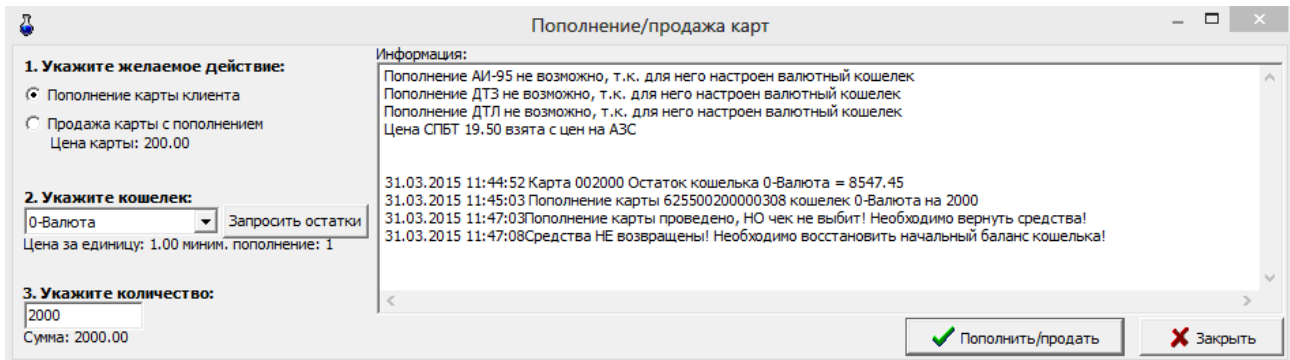 Пополнение/продажа карт
1. Укажите желаемое действие:
Пополнение карты клиента
Продажа карты с пополнением
Цена карты: 200.00
2. Укажите кошелек:
0-Валюта
Запросить остатки
Цена за единицу: 1.00 миним. пополнение: 1
3. Укажите количество:
2000
Сумма: 2000.00
Информация:
Пополнение АИ-95 не возможно, т.к. для него настроен валютный кошелек
Пополнение ДТЗ не возможно, т.к. для него настроен валютный кошелек
Пополнение ДТЛ не возможно, т.к. для него настроен валютный кошелек
Цена СПБТ 19.50 взята с цен на АЗС
31.03.2015 11:44:52 Карта 002000 Остаток кошелька 0-Валюта = 8547.45
31.03.2015 11:45:03 Пополнение карты 625500200000308 кошелек 0-Валюта на 2000
31.03.2015 11:47:03Пополнение карты проведено, НО чек не выбит! Необходимо вернуть средства!
31.03.2015 11:47:08Средства НЕ возвращены! Необходимо восстановить начальный баланс кошелька!
Пополнить/продать
Закрыть